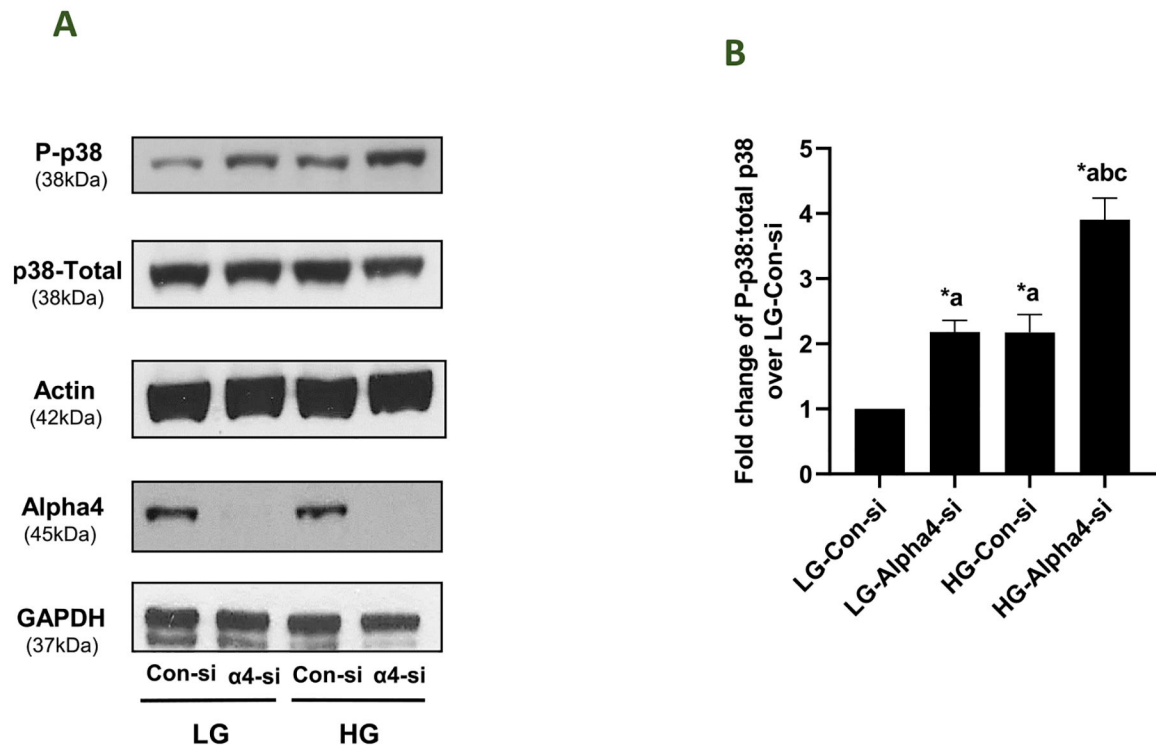 A
P-p38
(38kDa)
p38-Total
(38kDa)
Actin
(42kDa)
Alpha4
(45kDa)
GAPDH
(37kDa)
Con-si α4-si Con-si α4-si
LG HG
B
Fold change of P-p38:total p38
over LG-Con-si
5
4
3
2
1
0
*a
*a
*abc
LG-Con-si
LG-Alpha4-si
HG-Con-si
HG-Alpha4-si